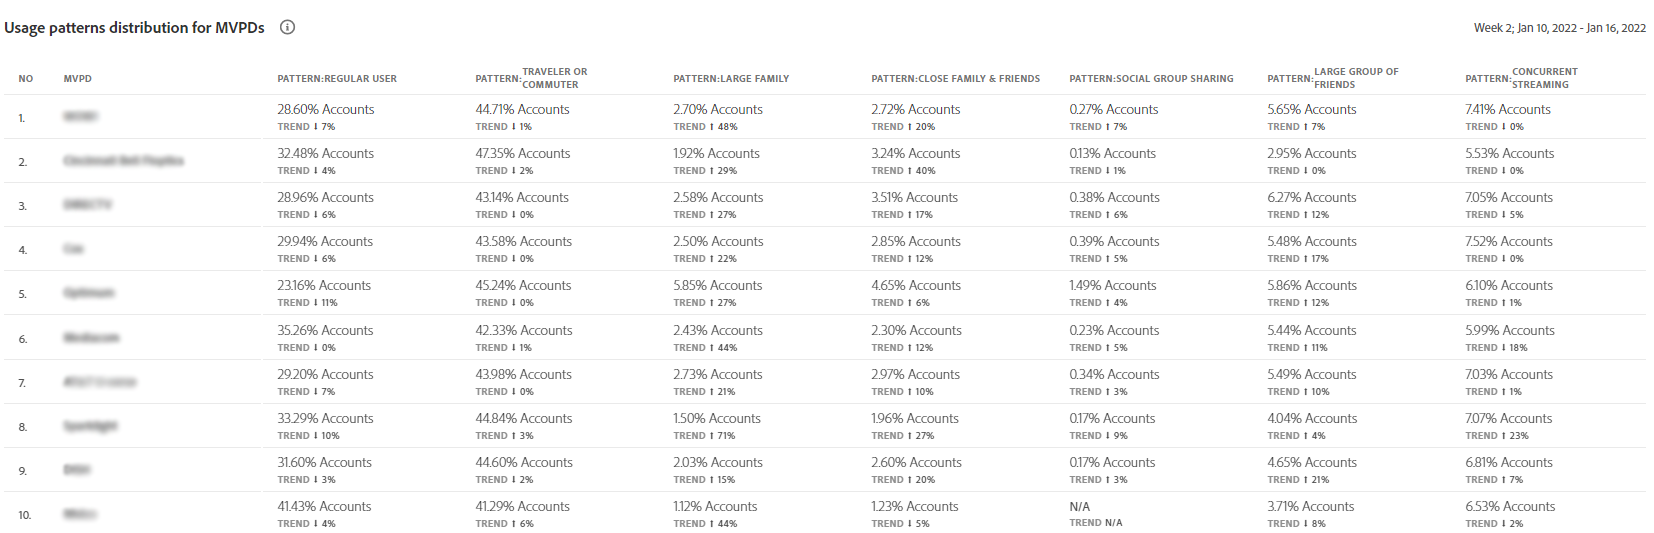 Usage patterns distribution for MVPDs
Week 2; Jan 10, 2022 - Jan 16, 2022
NO MVPD PATTERN:REGULAR USER PATTERN:TRAVELER OR COMMUTER PATTERN:LARGE FAMILY PATTERN:CLOSE FAMILY & FRIENDS PATTERN:SOCIAL GROUP SHARING PATTERN:LARGE GROUP OF FRIENDS PATTERN:CONCURRENT STREAMING
1. 28.60% Accounts 44.71% Accounts 2.70% Accounts 2.72% Accounts 0.27% Accounts 5.65% Accounts 7.41% Accounts
TREND ⬇ 7% TREND ⬇ 1% TREND ⬆ 48% TREND ⬆ 20% TREND ⬆ 7% TREND ⬆ 7% TREND ⬇ 0%
2. 32.48% Accounts 47.35% Accounts 1.92% Accounts 3.24% Accounts 0.13% Accounts 2.95% Accounts 5.53% Accounts
TREND ⬇ 4% TREND ⬇ 2% TREND ⬆ 29% TREND ⬆ 40% TREND ⬇ 1% TREND ⬇ 0% TREND ⬇ 0%
3. 28.96% Accounts 43.14% Accounts 2.58% Accounts 3.51% Accounts 0.38% Accounts 6.27% Accounts 7.05% Accounts
TREND ⬇ 6% TREND ⬇ 0% TREND ⬆ 27% TREND ⬆ 17% TREND ⬆ 6% TREND ⬆ 12% TREND ⬇ 5%
4. 29.94% Accounts 43.58% Accounts 2.50% Accounts 2.85% Accounts 0.39% Accounts 5.48% Accounts 7.52% Accounts
TREND ⬇ 6% TREND ⬇ 0% TREND ⬆ 22% TREND ⬆ 12% TREND ⬆ 5% TREND ⬆ 17% TREND ⬇ 0%
5. 23.16% Accounts 45.24% Accounts 5.85% Accounts 4.65% Accounts 1.49% Accounts 5.86% Accounts 6.10% Accounts
TREND ⬇ 11% TREND ⬇ 0% TREND ⬆ 27% TREND ⬆ 6% TREND ⬆ 4% TREND ⬆ 12% TREND ⬆ 1%
6. 35.26% Accounts 42.33% Accounts 2.43% Accounts 2.30% Accounts 0.23% Accounts 5.44% Accounts 5.99% Accounts
TREND ⬇ 0% TREND ⬇ 1% TREND ⬆ 44% TREND ⬆ 12% TREND ⬆ 5% TREND ⬆ 11% TREND ⬇ 18%
7. 29.20% Accounts 43.98% Accounts 2.73% Accounts 2.97% Accounts 0.34% Accounts 5.49% Accounts 7.03% Accounts
TREND ⬇ 7% TREND ⬇ 0% TREND ⬆ 21% TREND ⬆ 10% TREND ⬆ 3% TREND ⬆ 10% TREND ⬆ 1%
8. 33.29% Accounts 44.84% Accounts 1.50% Accounts 1.96% Accounts 0.17% Accounts 4.04% Accounts 7.07% Accounts
TREND ⬇ 10% TREND ⬆ 3% TREND ⬆ 71% TREND ⬆ 27% TREND ⬇ 9% TREND ⬆ 4% TREND ⬆ 23%
9. 31.60% Accounts 44.60% Accounts 2.03% Accounts 2.60% Accounts 0.17% Accounts 4.65% Accounts 6.81% Accounts
TREND ⬇ 3% TREND ⬇ 2% TREND ⬆ 15% TREND ⬆ 20% TREND ⬆ 3% TREND ⬆ 21% TREND ⬆ 7%
10. 41.43% Accounts 41.29% Accounts 1.12% Accounts 1.23% Accounts N/A 3.71% Accounts 6.53% Accounts
TREND ⬇ 4% TREND ⬆ 6% TREND ⬆ 44% TREND ⬇ 5% TREND N/A TREND ⬇ 8% TREND ⬇ 2%